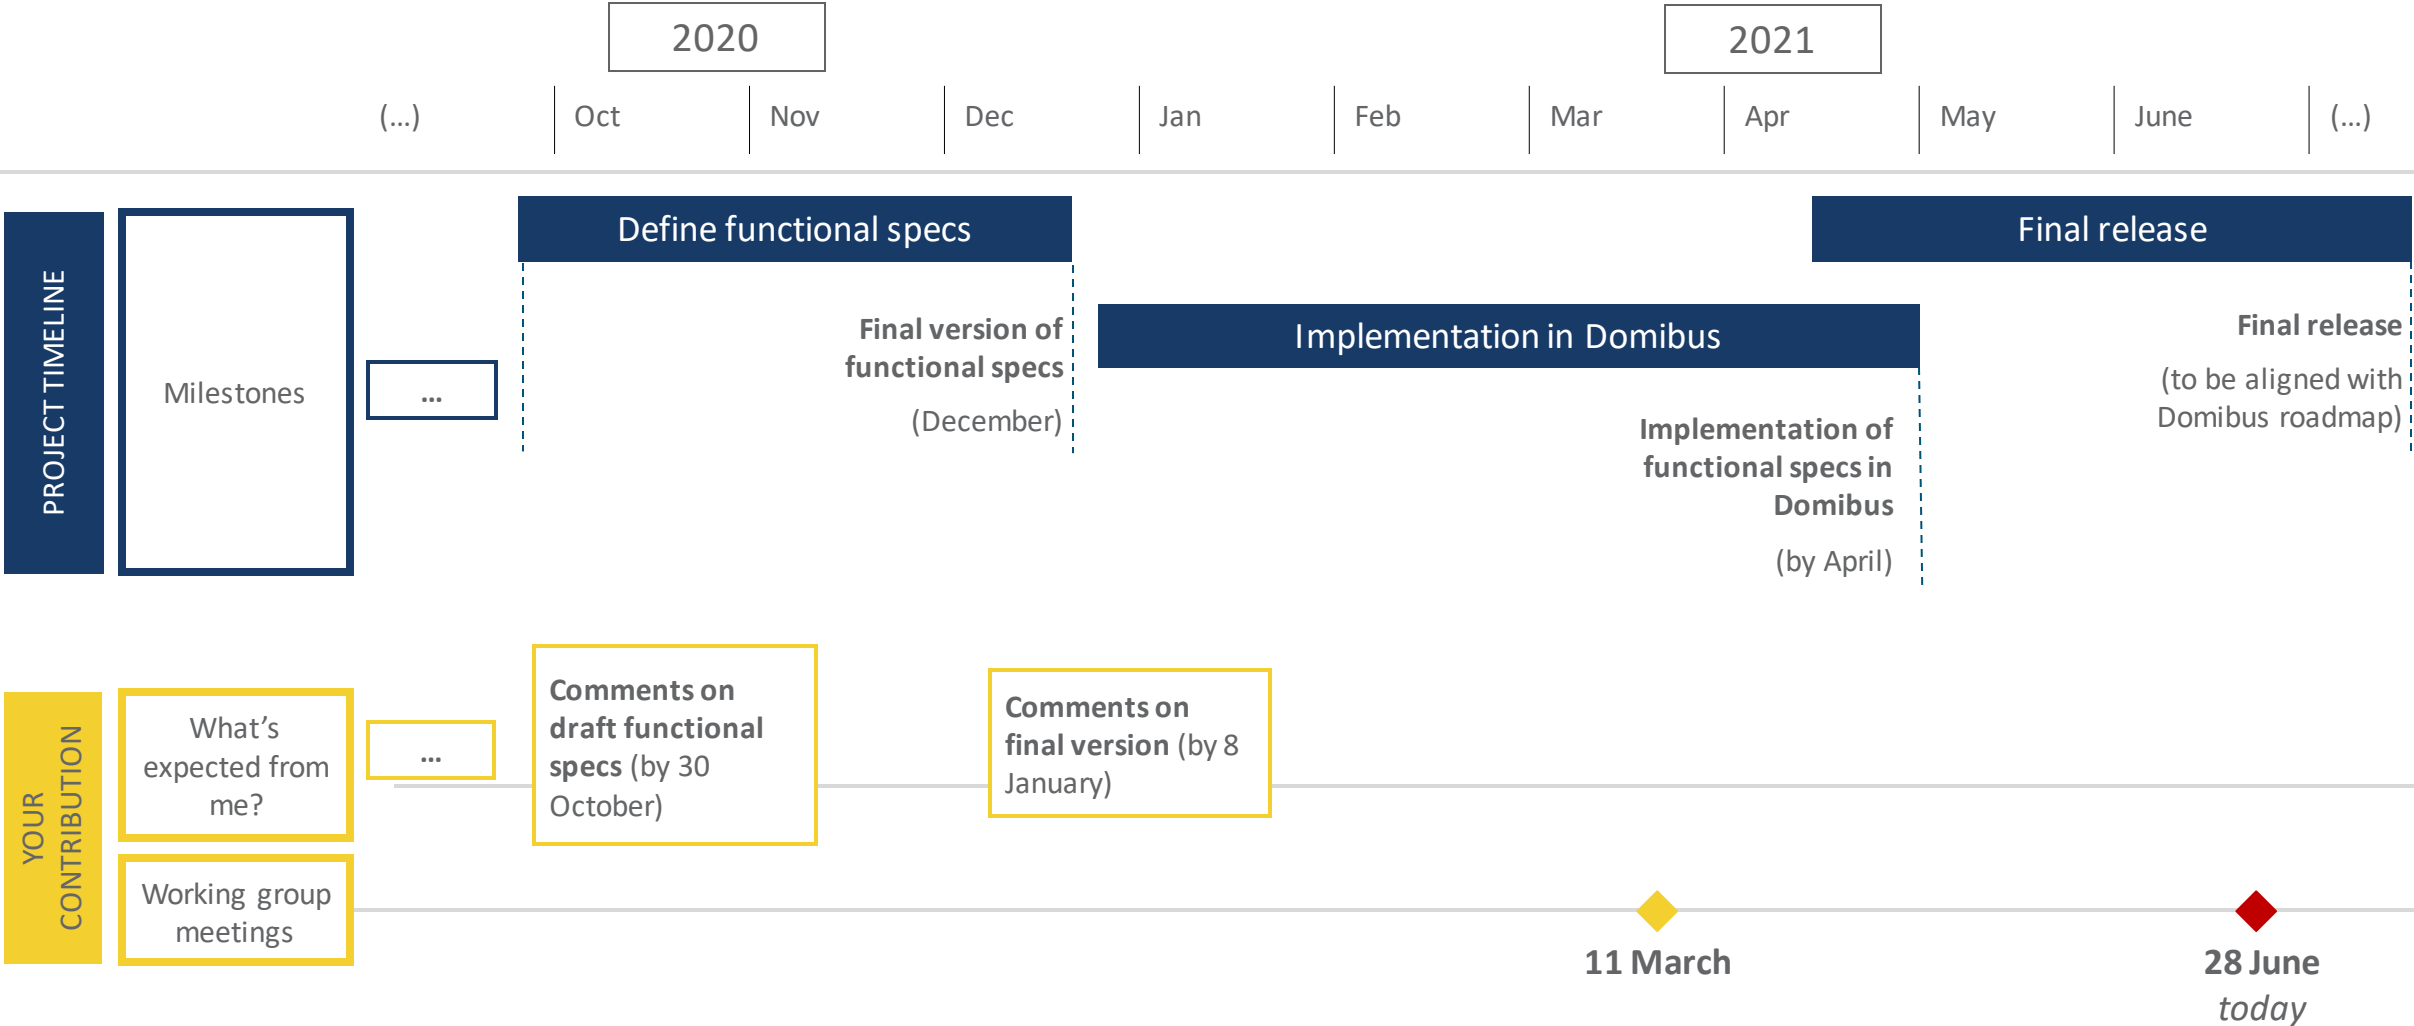 2020
2021
(...)
Oct
Nov
Dec
Jan
Feb
Mar
Apr
May
June
(...)
PROJECT TIMELINE
Milestones
...
Define functional specs
Final version of
functional specs
(December)
Implementation in Domibus
Implementation of
functional specs in
Domibus
(by April)
Final release
Final release
(to be aligned with
Domibus roadmap)
YOUR
CONTRIBUTION
What’s
expected from
me?
...
Comments on
draft functional
specs (by 30
October)
Comments on
final version (by 8
January)
Working group
meetings
11 March
28 June
today